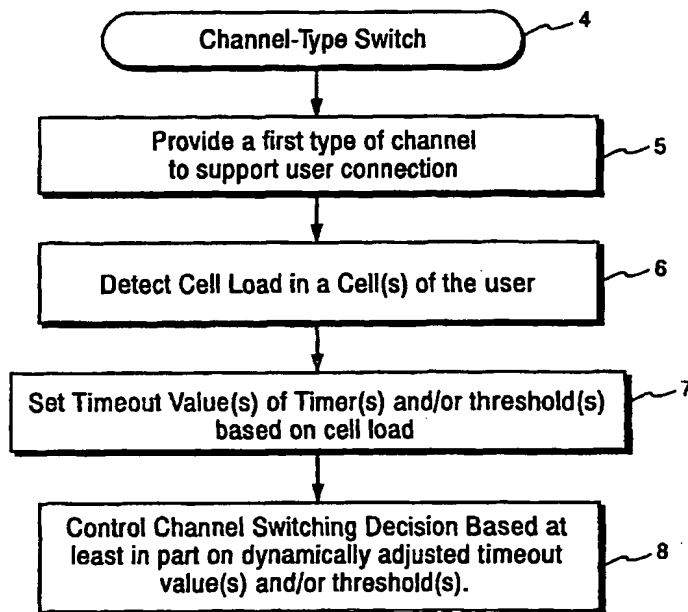 Channel-Type Switch
4
Provide a first type of channel
to support user connection
5
Detect Cell Load in a Cell(s) of the user
6
Set Timeout Value(s) of Timer(s) and/or threshold(s)
based on cell load
7
Control Channel Switching Decision Based at
least in part on dynamically adjusted timeout
value(s) and/or threshold(s).
8